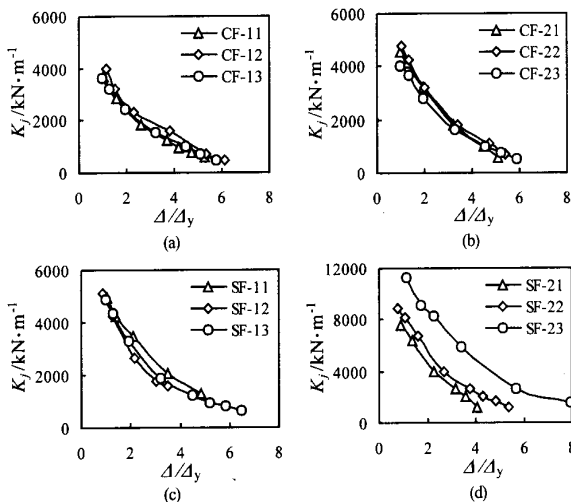 6000
4000
2000
0
K_j/kN·m⁻¹
CF-11
CF-12
CF-13
0 2 4 6 8
Δ/Δ_y
(a)
6000
4000
2000
0
K_j/kN·m⁻¹
CF-21
CF-22
CF-23
0 2 4 6 8
Δ/Δ_y
(b)
6000
4000
2000
0
K_j/kN·m⁻¹
SF-11
SF-12
SF-13
0 2 4 6 8
Δ/Δ_y
(c)
12000
9000
6000
3000
0
K_j/kN·m⁻¹
SF-21
SF-22
SF-23
0 2 4 6 8
Δ/Δ_y
(d)